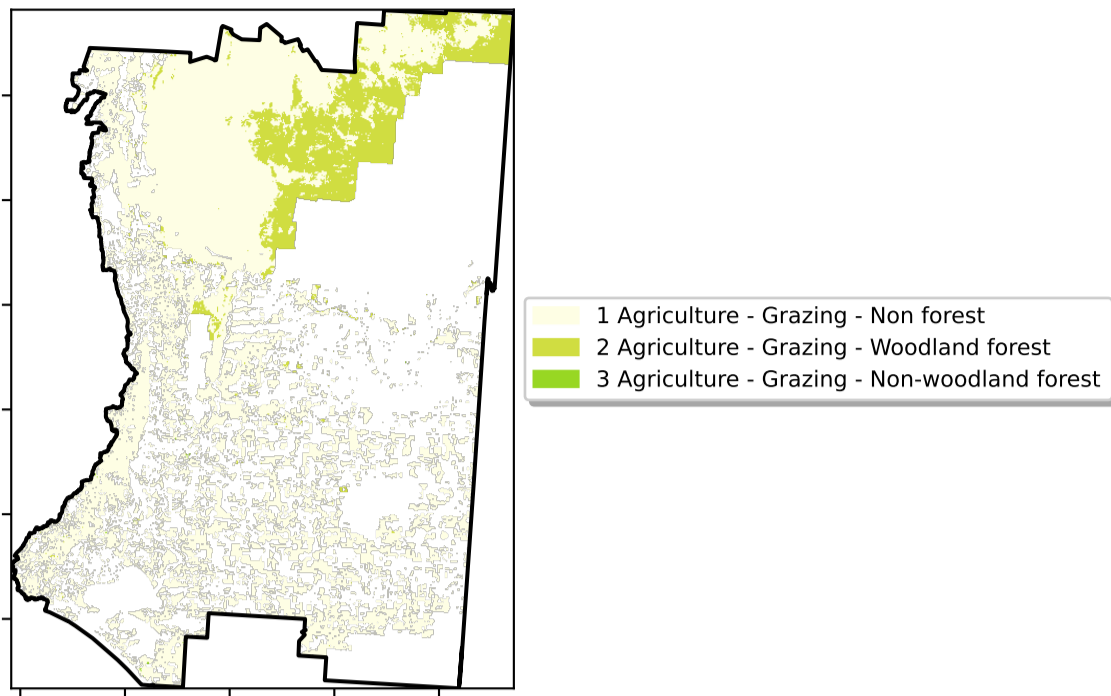 1 Agriculture - Grazing - Non forest
2 Agriculture - Grazing - Woodland forest
3 Agriculture - Grazing - Non-woodland forest